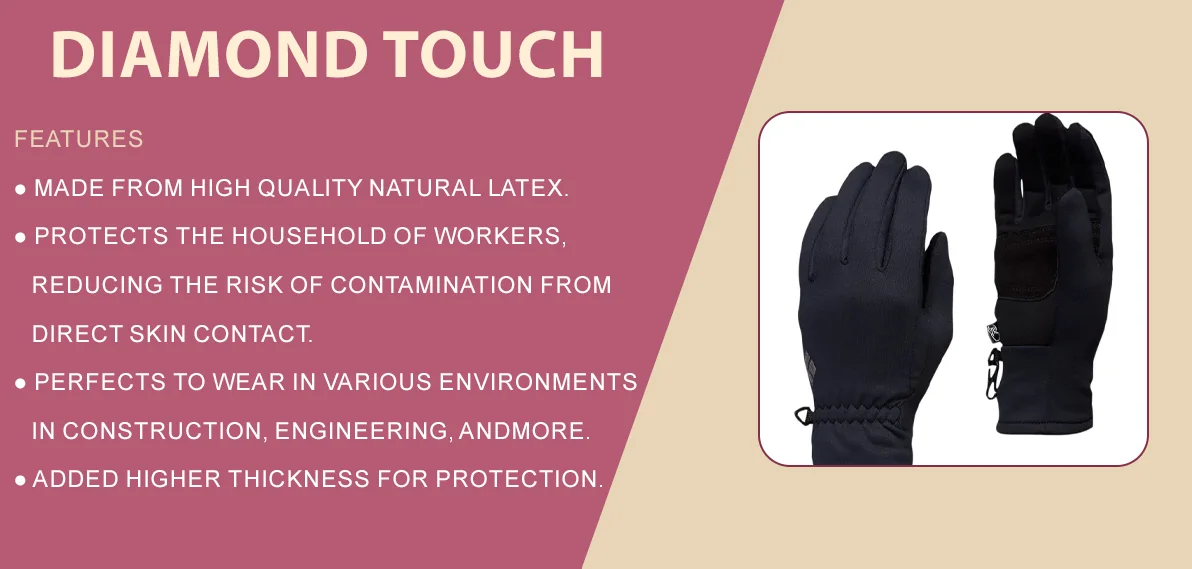 DIAMOND TOUCH
FEATURES
● MADE FROM HIGH QUALITY NATURAL LATEX.
● PROTECTS THE HOUSEHOLD OF WORKERS,
REDUCING THE RISK OF CONTAMINATION FROM
DIRECT SKIN CONTACT.
● PERFECTS TO WEAR IN VARIOUS ENVIRONMENTS
IN CONSTRUCTION, ENGINEERING, ANDMORE.
● ADDED HIGHER THICKNESS FOR PROTECTION.